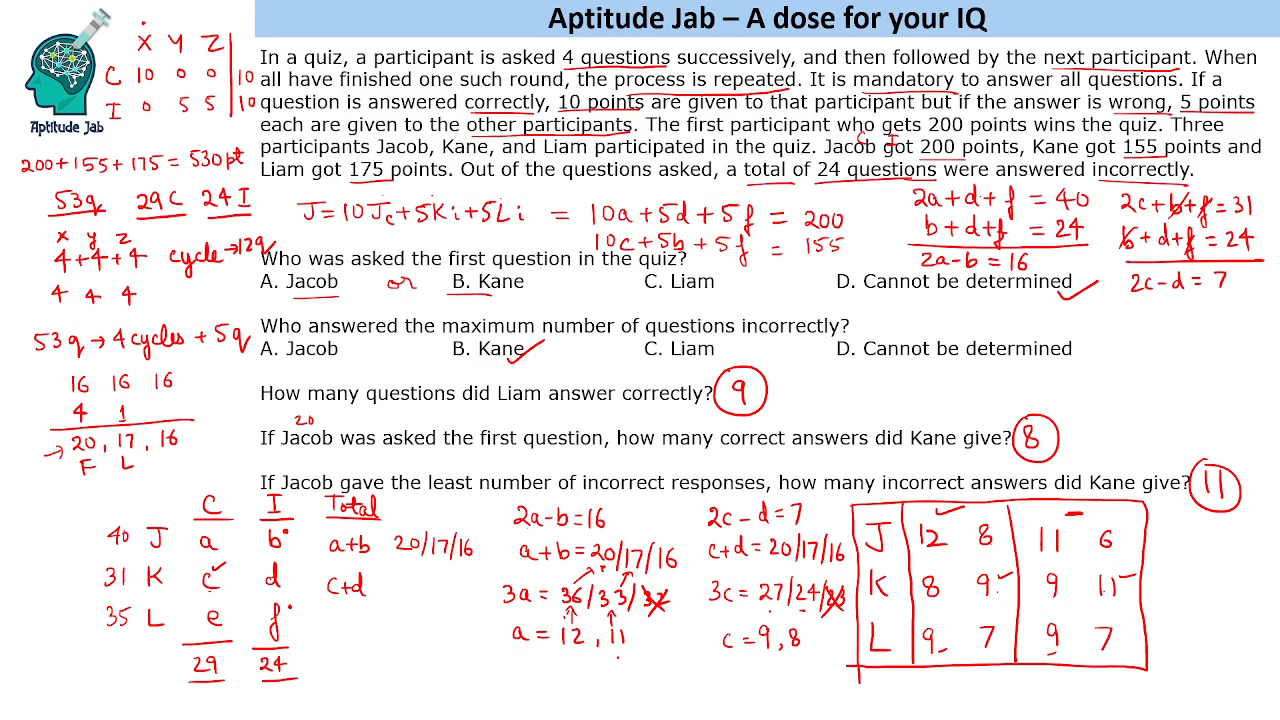 Aptitude Jab – A dose for your IQ
X Y Z
C 10 0 0 10
I 0 5 5 10
Aptitude Jab
In a quiz, a participant is asked 4 questions successively, and then followed by the next participant. When
all have finished one such round, the process is repeated. It is mandatory to answer all questions. If a
question is answered correctly, 10 points are given to that participant but if the answer is wrong, 5 points
each are given to the other participants. The first participant who gets 200 points wins the quiz. Three
C I
participants Jacob, Kane, and Liam participated in the quiz. Jacob got 200 points, Kane got 155 points and
Liam got 175 points. Out of the questions asked, a total of 24 questions were answered incorrectly.
200+155+175 = 530 pt
53q 29C 24 I
X Y Z
4+4+4 cycle → 12q
4 4 4
53q → 4 cycles + 5q
16 16 16
4 1
→ 20, 17, 16
F L
J = 10Jc + 5Ki + 5Li = 10a + 5d + 5f = 200
10c + 5b + 5f = 155
2a + d + f = 40
b + d + f = 24
2a - b = 16
2c + b + f = 31
b + d + f = 24
2c - d = 7
Who was asked the first question in the quiz?
A. Jacob or B. Kane C. Liam D. Cannot be determined
Who answered the maximum number of questions incorrectly?
A. Jacob B. Kane C. Liam D. Cannot be determined
How many questions did Liam answer correctly? 9
20
If Jacob was asked the first question, how many correct answers did Kane give? 8
If Jacob gave the least number of incorrect responses, how many incorrect answers did Kane give? 11
C I Total
40 J a b a+b 20/17/16
31 K c d c+d
35 L e f
29 24
2a - b = 16
a + b = 20/17/16
3a = 36/33/32
a = 12, 11
2c - d = 7
c + d = 20/17/16
3c = 27/24/23
c = 9, 8
J 12 8 11 6
K 8 9 9 11
L 9 7 9 7